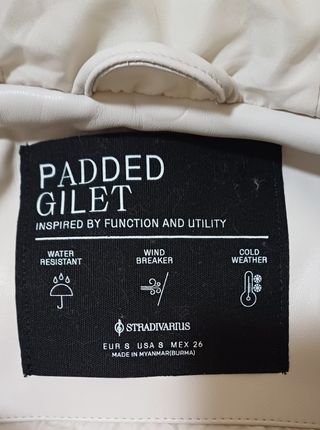 PADDED
GILET
INSPIRED BY FUNCTION AND UTILITY
WATER
RESISTANT
WIND
BREAKER
COLD
WEATHER
STRADIVARIUS
EUR S USA S MEX 26
MADE IN MYANMAR(BURMA)